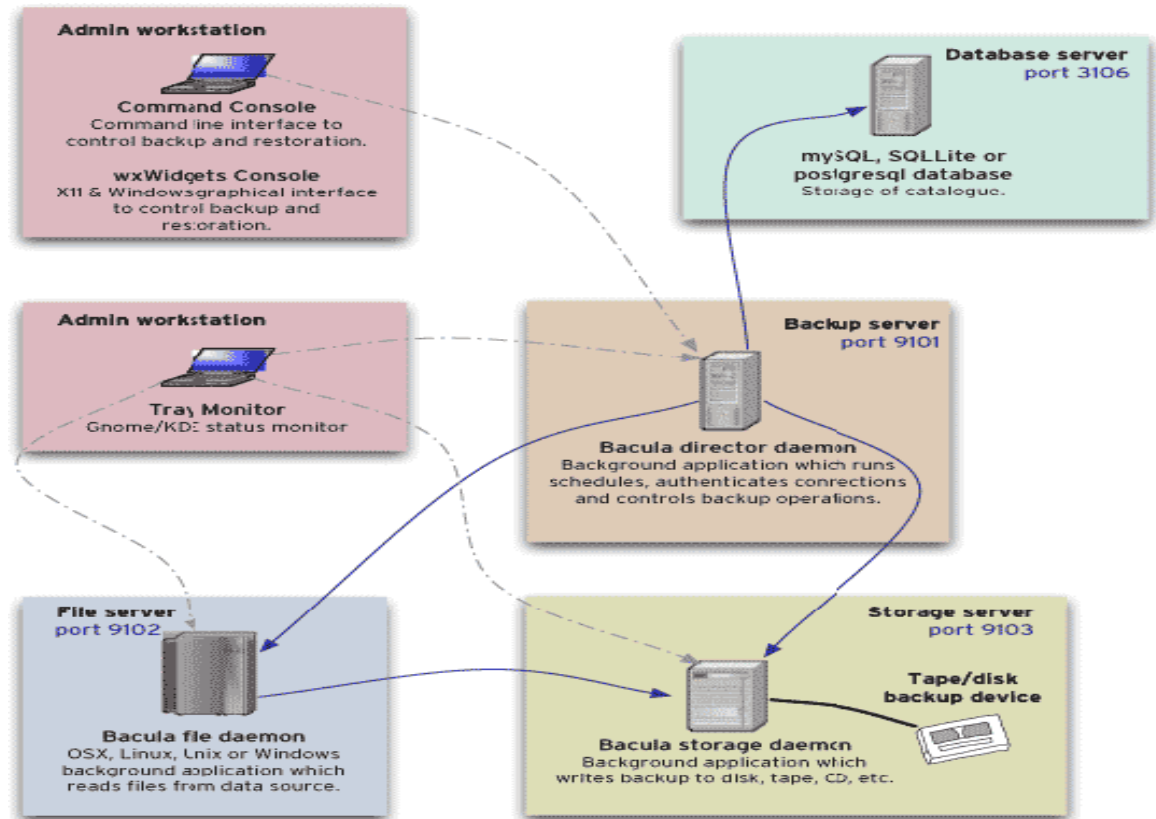 Admin workstation
Command Console
Command line interface to
control backup and restoration.
wxWidgets Console
X11 & Windows graphical interface
to control backup and
restoration.
Database server
port 3106
mySQL, SQLLite or
postgresql database
Storage of catalogue.
Admin workstation
Tray Monitor
Gnome/KDE status monitor
Backup server
port 9101
Bacula director daemon
Background application which runs
schedules, authenticates connections
and controls backup operations.
File server
port 9102
Bacula file daemon
OSX, Linux, Unix or Windows
background application which
reads files from data source.
Storage server
port 9103
Tape/disk
backup device
Bacula storage daemon
Background application which
writes backup to disk, tape, CD, etc.